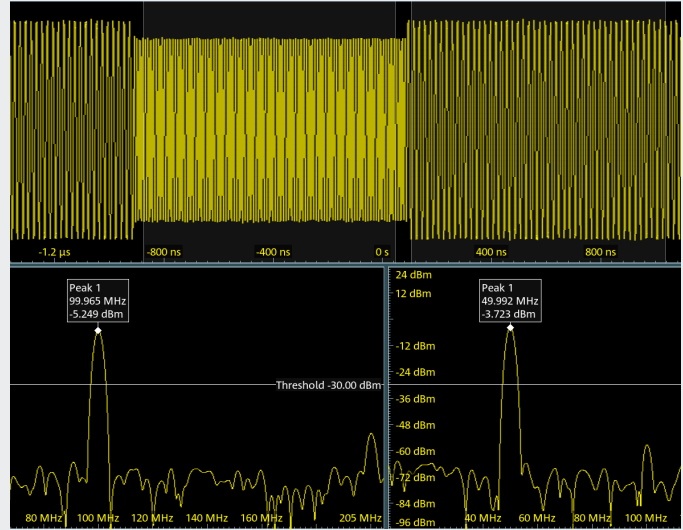 -1.2 µs
-800 ns
-400 ns
0 s
400 ns
800 ns
Peak 1
99.965 MHz
-5.249 dBm
Threshold -30.00 dBm
80 MHz
100 MHz
120 MHz
140 MHz
160 MHz
205 MHz
24 dBm
12 dBm
Peak 1
49.992 MHz
-3.723 dBm
-12 dBm
-24 dBm
-36 dBm
-48 dBm
-60 dBm
-72 dBm
-84 dBm
-96 dBm
40 MHz
60 MHz
80 MHz
100 MHz